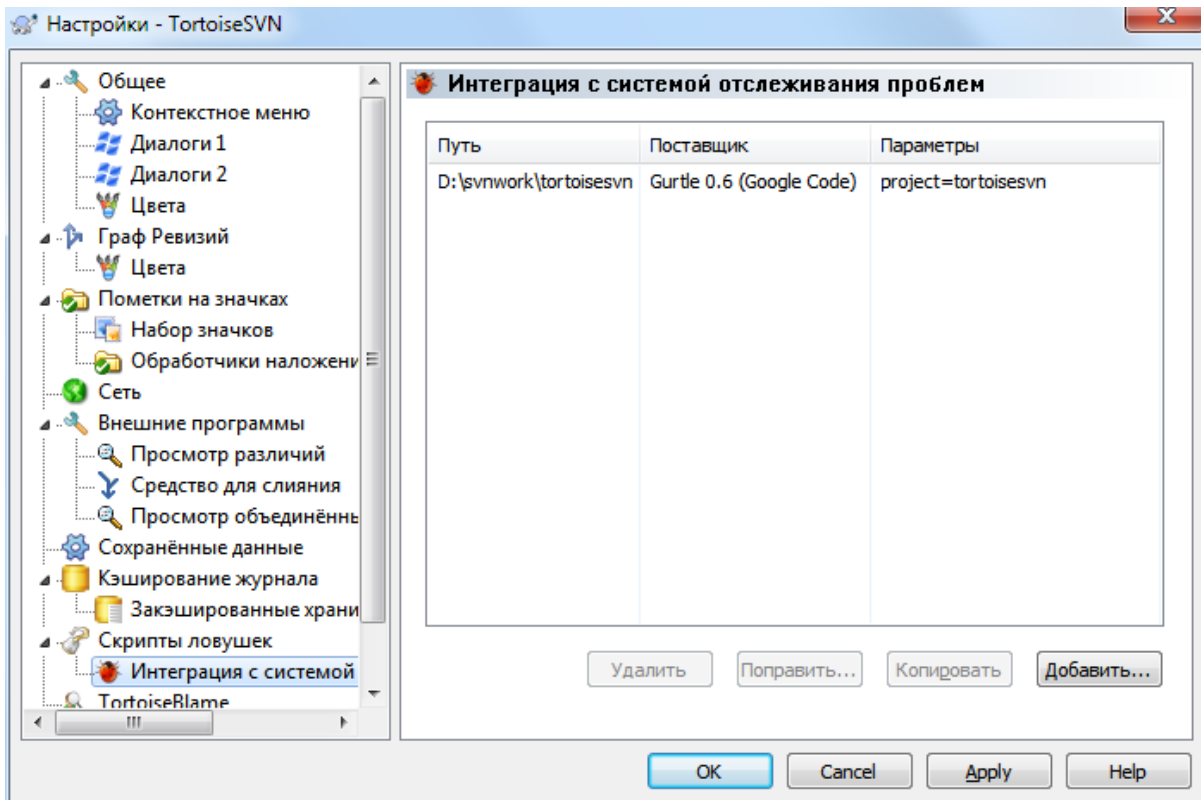 Настройки - TortoiseSVN
Общее
Контекстное меню
Диалоги 1
Диалоги 2
Цвета
Граф Ревизий
Цвета
Пометки на значках
Набор значков
Обработчики наложени
Сеть
Внешние программы
Просмотр различий
Средство для слияния
Просмотр объединённь
Сохранённые данные
Кэширование журнала
Закэшированные храни
Скрипты ловушек
Интеграция с системой
TortoiseBlame
Интеграция с системой отслеживания проблем
Путь Поставщик Параметры
D:\svnwork\tortoisesvn Gurtle 0.6 (Google Code) project=tortoisesvn
Удалить Поправить... Копировать Добавить...
OK Cancel Apply Help